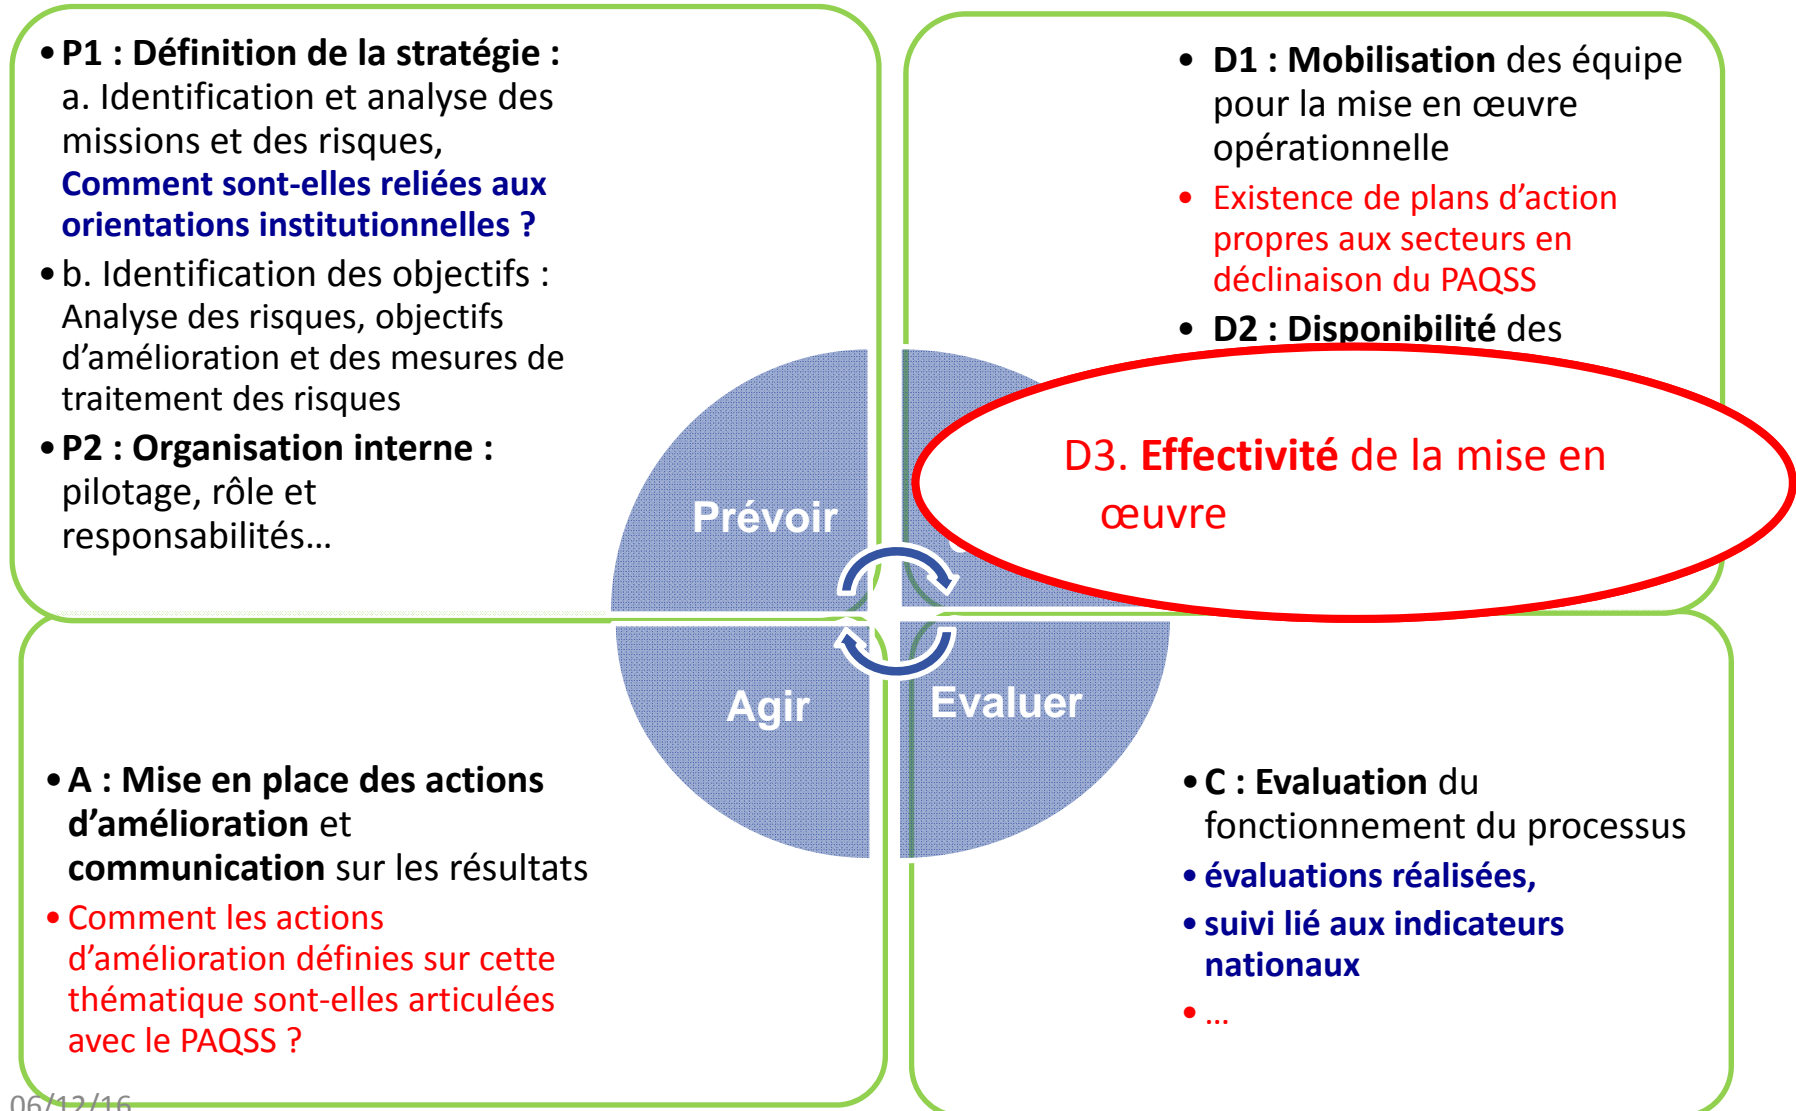 •P1 : Définition de la stratégie :
a. Identification et analyse des
missions et des risques,
Comment sont-elles reliées aux
orientations institutionnelles ?
•b. Identification des objectifs :
Analyse des risques, objectifs
d’amélioration et des mesures de
traitement des risques
•P2 : Organisation interne :
pilotage, rôle et
responsabilités…
• D1 : Mobilisation des équipe
pour la mise en œuvre
opérationnelle
• Existence de plans d’action
propres aux secteurs en
déclinaison du PAQSS
• D2 : Disponibilité des
D3. Effectivité de la mise en
œuvre
Prévoir
Agir
Evaluer
•A : Mise en place des actions
d’amélioration et
communication sur les résultats
•Comment les actions
d’amélioration définies sur cette
thématique sont-elles articulées
avec le PAQSS ?
•C : Evaluation du
fonctionnement du processus
•évaluations réalisées,
•suivi lié aux indicateurs
nationaux
•…
06/12/16